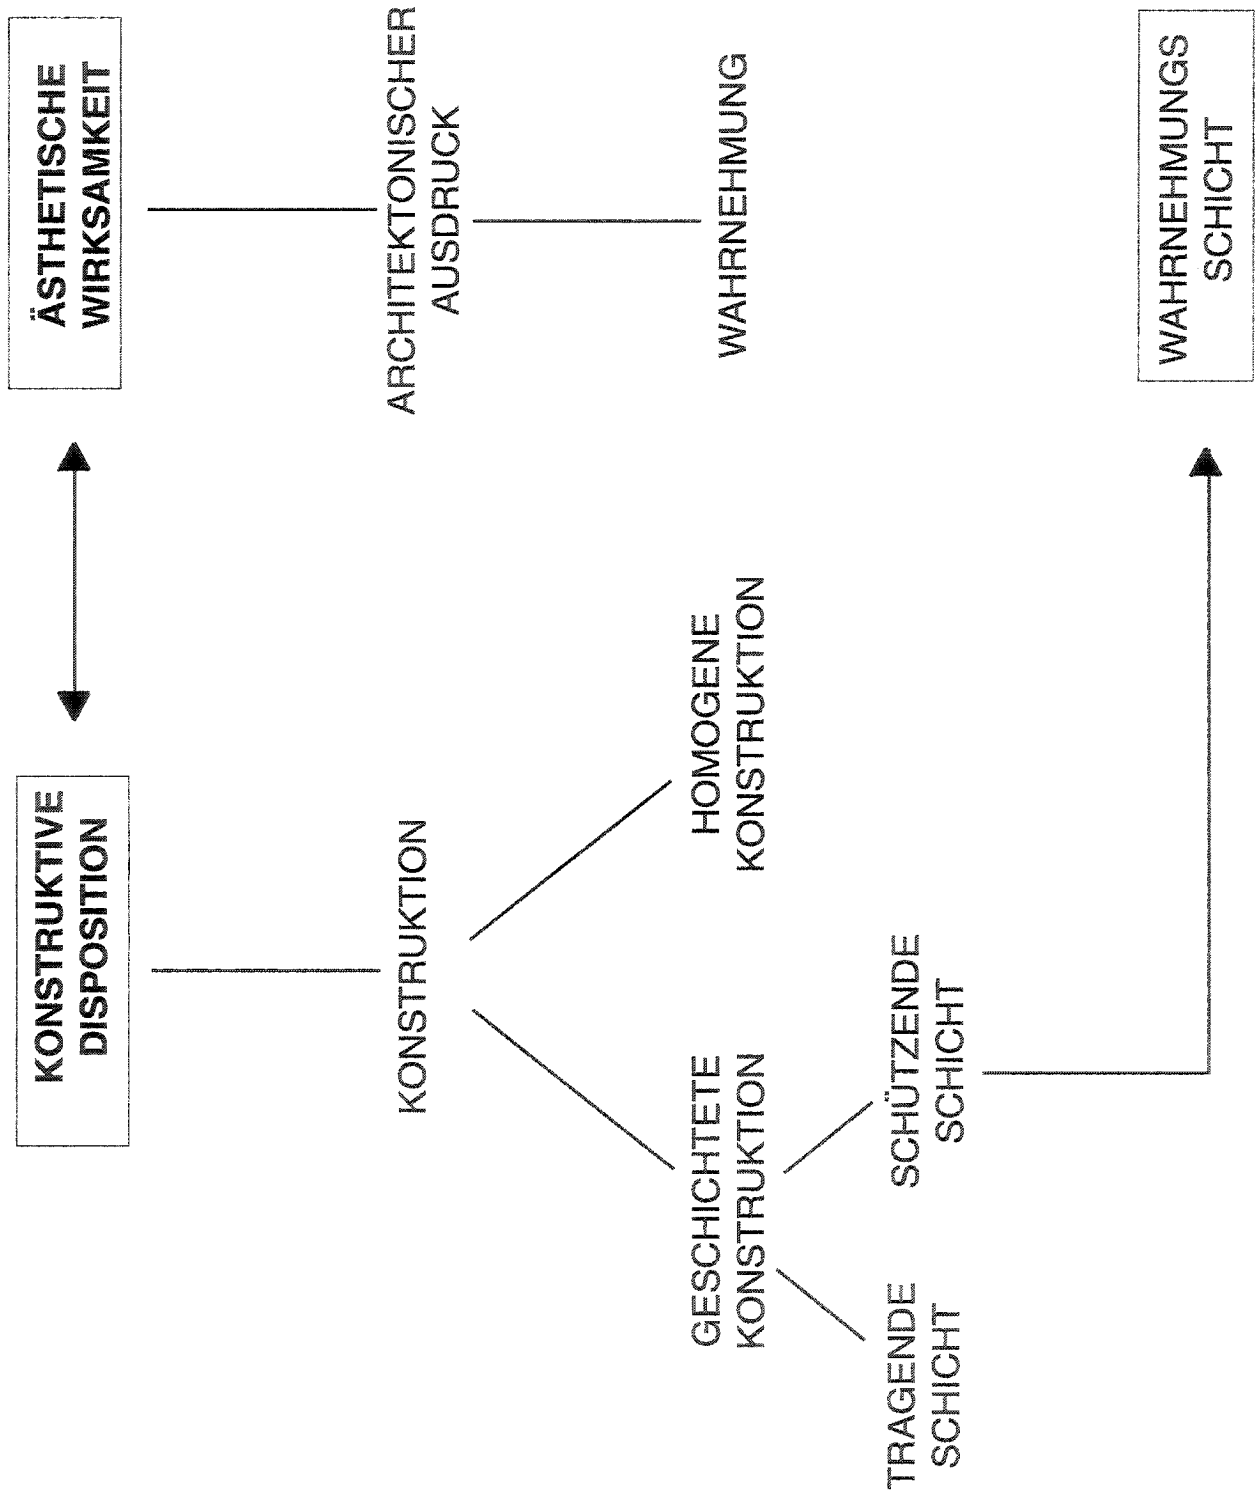 KONSTRUKTIVE
DISPOSITION
ÄSTHETISCHE
WIRKSAMKEIT
KONSTRUKTION
ARCHITEKTONISCHER
AUSDRUCK
GESCHICHTETE
KONSTRUKTION
HOMOGENE
KONSTRUKTION
WAHRNEHMUNG
TRAGENDE
SCHICHT
SCHÜTZENDE
SCHICHT
WAHRNEHMUNGS
SCHICHT